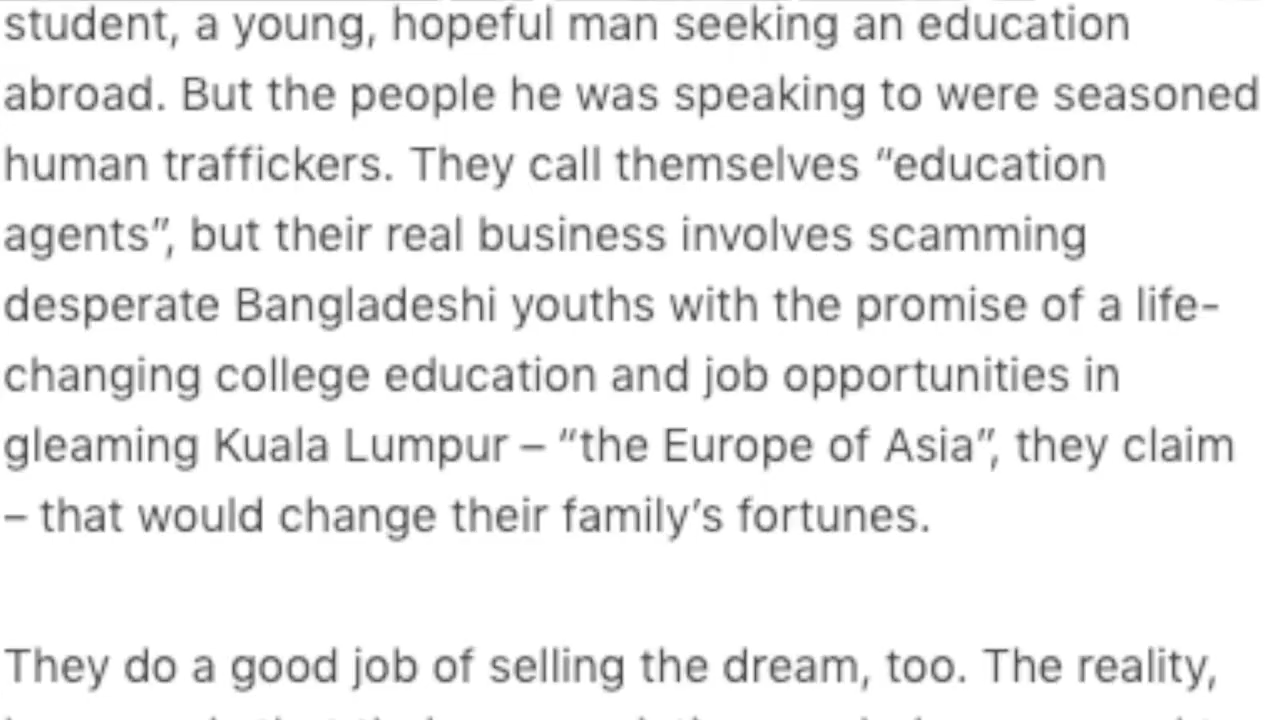 student, a young, hopeful man seeking an education
abroad. But the people he was speaking to were seasoned
human traffickers. They call themselves “education
agents”, but their real business involves scamming
desperate Bangladeshi youths with the promise of a life-
changing college education and job opportunities in
gleaming Kuala Lumpur – “the Europe of Asia”, they claim
– that would change their family’s fortunes.
They do a good job of selling the dream, too. The reality,